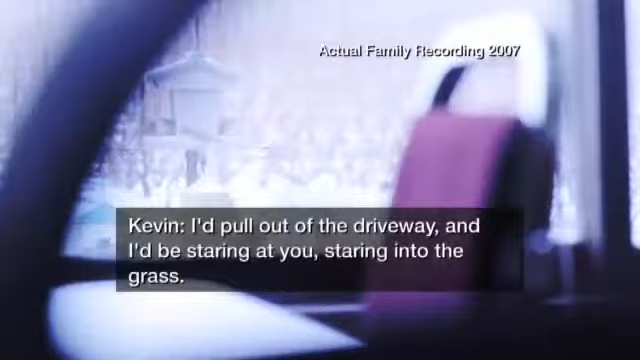 Actual Family Recording 2007
Kevin: I'd pull out of the driveway, and
I'd be staring at you, staring into the
grass.